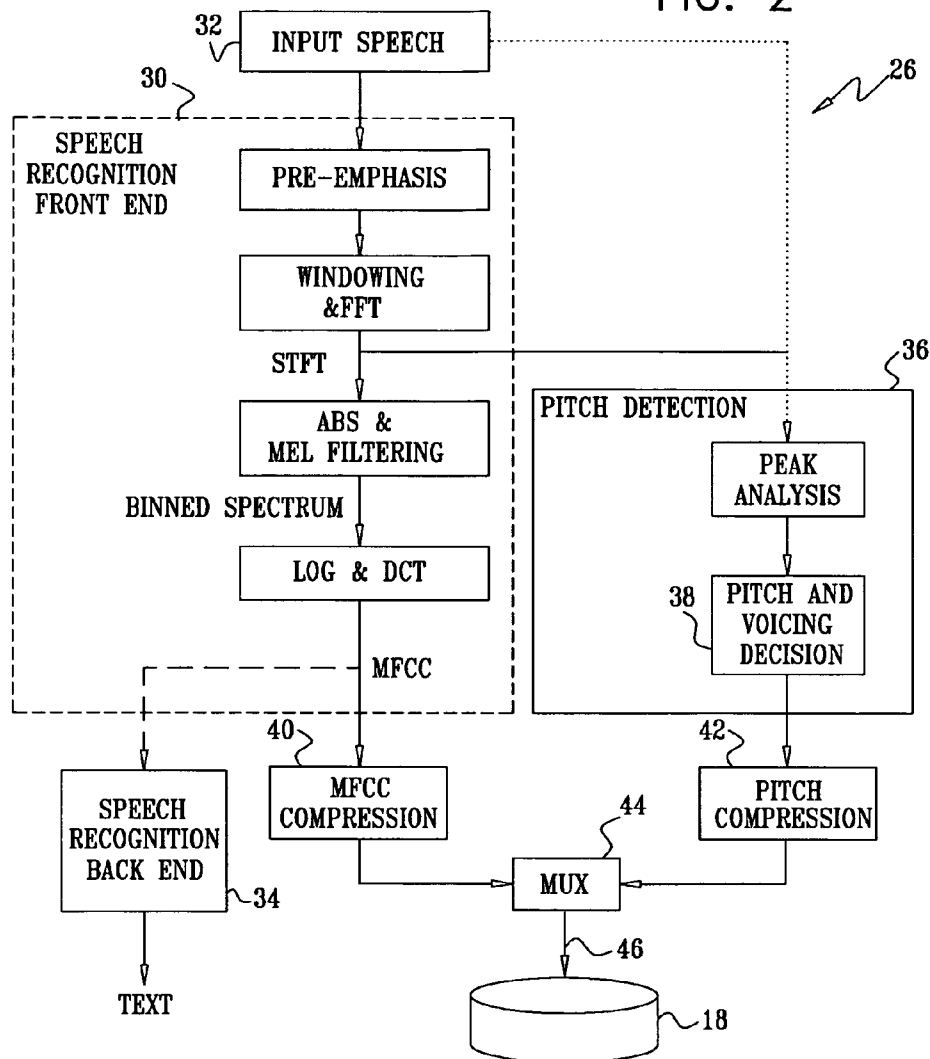 FIG. 2
32
INPUT SPEECH
26
30
SPEECH
RECOGNITION
FRONT END
PRE-EMPHASIS
WINDOWING
&FFT
STFT
36
ABS &
MEL FILTERING
PITCH DETECTION
PEAK
ANALYSIS
BINNED SPECTRUM
LOG & DCT
38
PITCH AND
VOICING
DECISION
MFCC
40
42
MFCC
COMPRESSION
PITCH
COMPRESSION
SPEECH
RECOGNITION
BACK END
34
44
MUX
46
TEXT
18